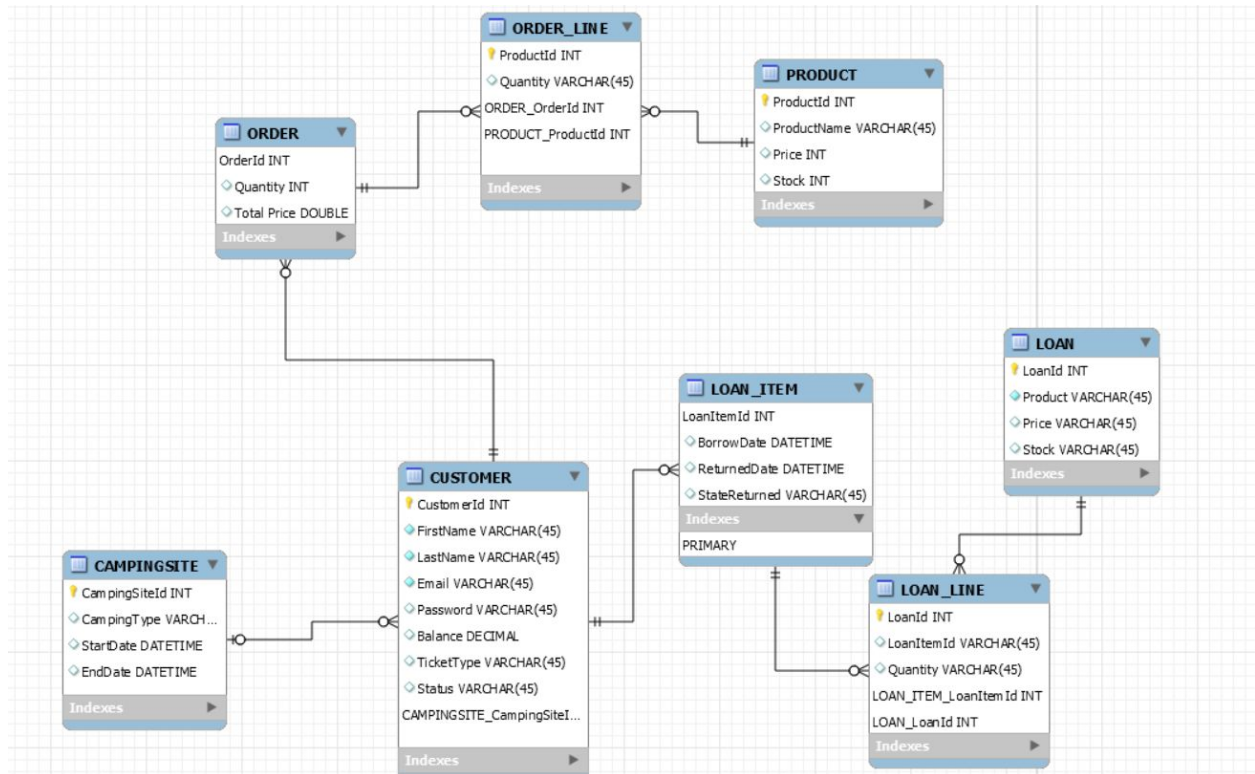 ORDER_LINE
ProductId INT
Quantity VARCHAR(45)
ORDER_OrderId INT
PRODUCT_ProductId INT
Indexes
PRODUCT
ProductId INT
ProductName VARCHAR(45)
Price INT
Stock INT
Indexes
ORDER
OrderId INT
Quantity INT
Total Price DOUBLE
Indexes
LOAN
LoanId INT
Product VARCHAR(45)
Price VARCHAR(45)
Stock VARCHAR(45)
Indexes
LOAN_ITEM
LoanItemId INT
BorrowDate DATETIME
ReturnedDate DATETIME
StateReturned VARCHAR(45)
Indexes
PRIMARY
CUSTOMER
CustomerId INT
FirstName VARCHAR(45)
LastName VARCHAR(45)
Email VARCHAR(45)
Password VARCHAR(45)
Balance DECIMAL
TicketType VARCHAR(45)
Status VARCHAR(45)
CAMPINGSITE_CampingSiteI...
Indexes
CAMPINGSITE
CampingSiteId INT
CampingType VARCH...
StartDate DATETIME
EndDate DATETIME
Indexes
LOAN_LINE
LoanId INT
LoanItemId VARCHAR(45)
Quantity VARCHAR(45)
LOAN_ITEM_LoanItemId INT
LOAN_LoanId INT
Indexes